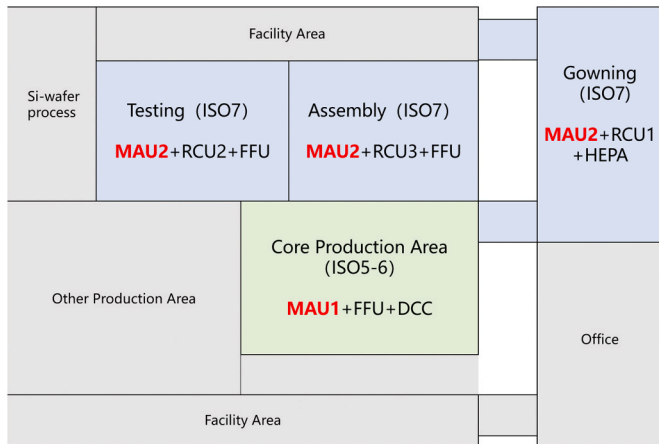 Facility Area
Si-wafer
process
Testing (ISO7)
MAU2+RCU2+FFU
Assembly (ISO7)
MAU2+RCU3+FFU
Gowning
(ISO7)
MAU2+RCU1
+HEPA
Other Production Area
Core Production Area
(ISO5-6)
MAU1+FFU+DCC
Office
Facility Area